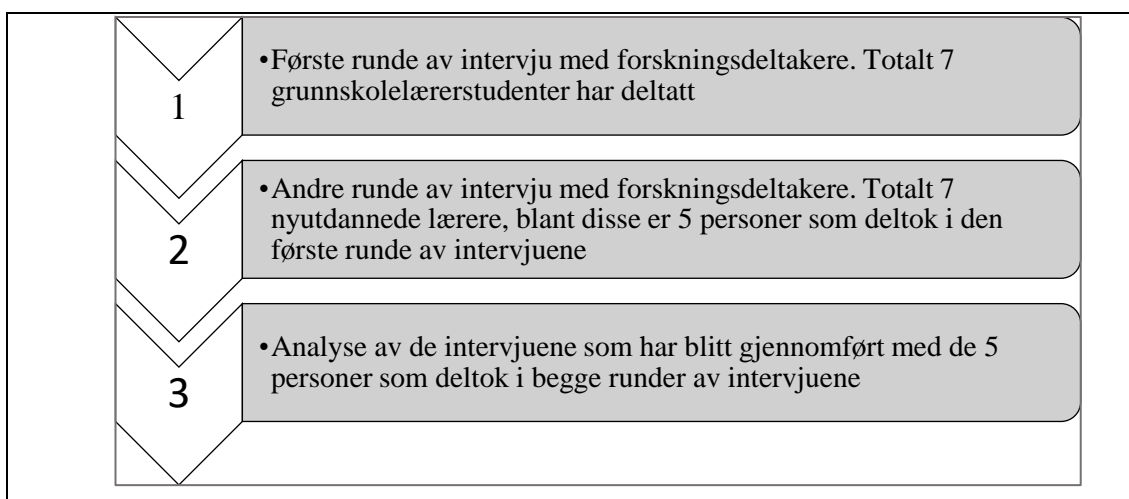 1
•Første runde av intervju med forskningsdeltakere. Totalt 7
grunnskolelærerstudenter har deltatt
2
•Andre runde av intervju med forskningsdeltakere. Totalt 7
nyutdannede lærere, blant disse er 5 personer som deltok i den
første runde av intervjuene
3
•Analyse av de intervjuene som har blitt gjennomført med de 5
personer som deltok i begge runder av intervjuene